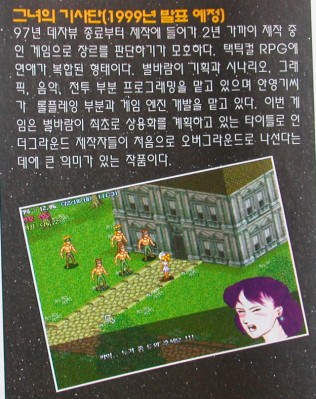 그녀의 기사단(1999년 발표 예정)
97년 데자뷰 종료부터 제작에 들어가 2년 가까이 제작 중
인 게임으로 장르를 판단하기가 모호하다. 택틱컬 RPG에
연애가 복합된 형태이다. 별바람이 기획과 시나리오, 그래
픽, 음악, 전투 부분 프로그래밍을 맡고 있으며 안영기씨
가 롤플레잉 부분과 게임 엔진 개발을 맡고 있다. 이번 게
임은 별바람이 최초로 상용화를 계획하고 있는 타이틀로 언
더그라운드 제작자들이 처음으로 오버그라운드로 나선다는
데에 큰 의미가 있는 작품이다.